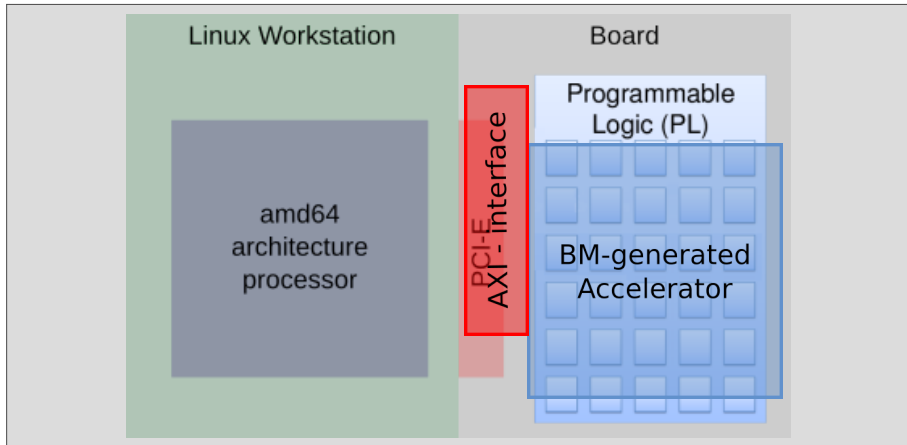 Linux Workstation
Board
amd64
architecture
processor
PCI-E
AXI - interface
Programmable
Logic (PL)
BM-generated
Accelerator